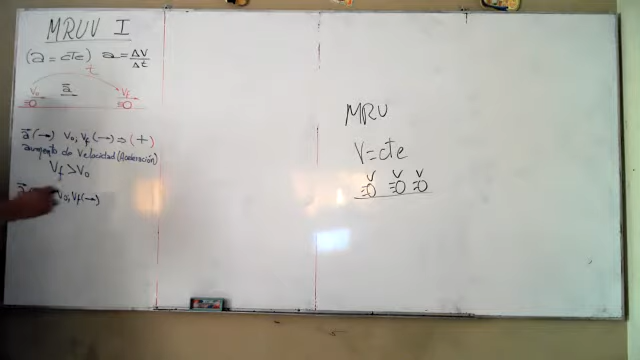 MRUV I
(a = cte) a = ΔV/Δt
t
V₀ a⃗ Vf
a⃗(→) V₀, Vf(→) ⇒ (+)
aumento de Velocidad (Aceleración)
Vf > V₀
V₀, Vf(→)
MRU
V = cte
V V V